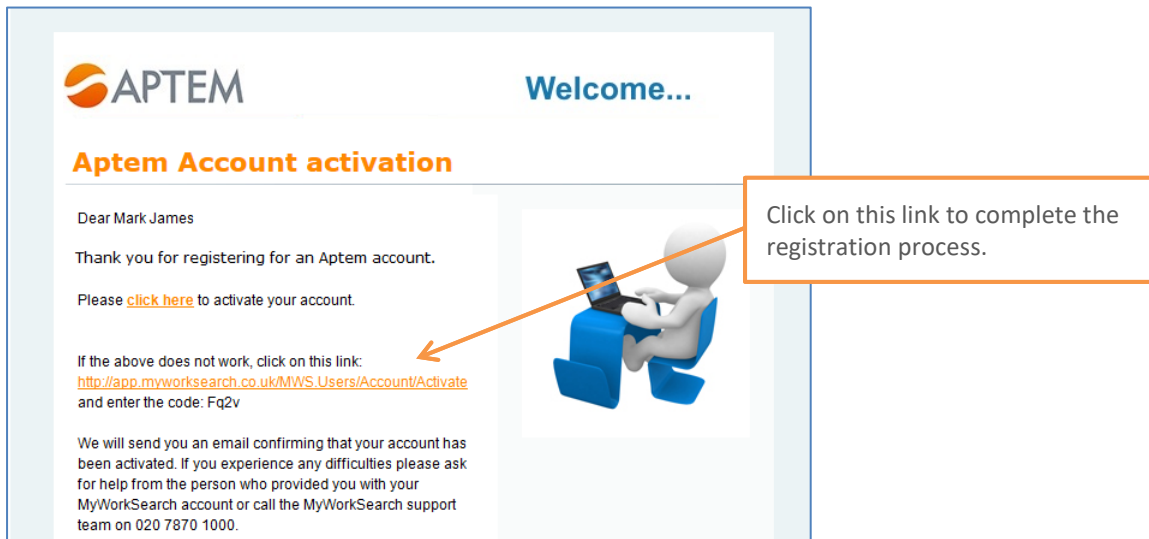 APTEM
Welcome...
Aptem Account activation
Dear Mark James
Thank you for registering for an Aptem account.
Please click here to activate your account.
If the above does not work, click on this link:
http://app.myworksearch.co.uk/MWS.Users/Account/Activate
and enter the code: Fq2v
We will send you an email confirming that your account has
been activated. If you experience any difficulties please ask
for help from the person who provided you with your
MyWorkSearch account or call the MyWorkSearch support
team on 020 7870 1000.
Click on this link to complete the
registration process.